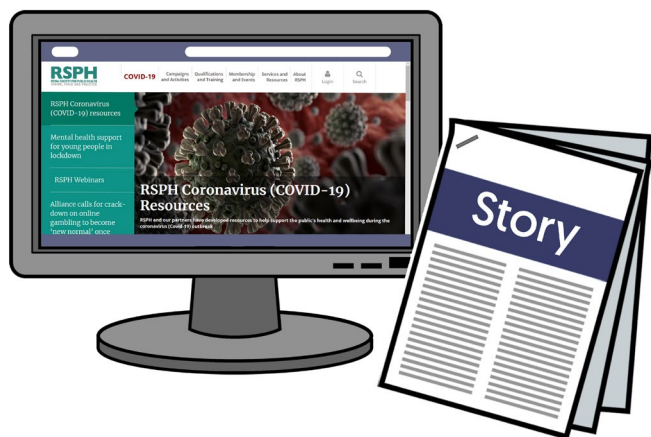 RSPH
COVID-19
Campaigns
and Activities
Qualifications
and Training
Membership
and Events
Services and
Resources
About
RSPH
Login
Search
RSPH Coronavirus
(COVID-19) resources
Mental health support
for young people in
lockdown
RSPH Webinars
Alliance calls for crack-
down on online
gambling to become
'new normal' once
RSPH Coronavirus (COVID-19)
Resources
RSPH and our partners have developed resources to help support the public's health and wellbeing during the
coronavirus (Covid-19) outbreak
Story